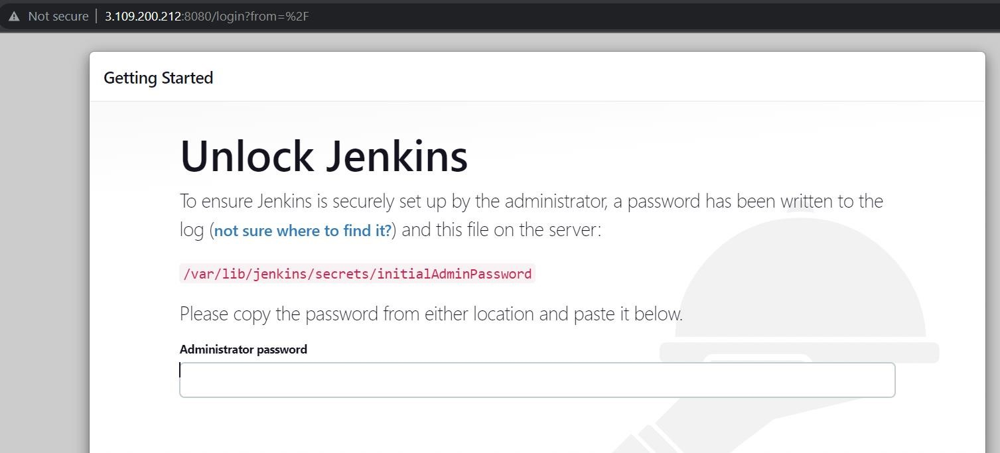 Not secure | 3.109.200.212:8080/login?from=%2F
Getting Started
Unlock Jenkins
To ensure Jenkins is securely set up by the administrator, a password has been written to the
log (not sure where to find it?) and this file on the server:
/var/lib/jenkins/secrets/initialAdminPassword
Please copy the password from either location and paste it below.
Administrator password